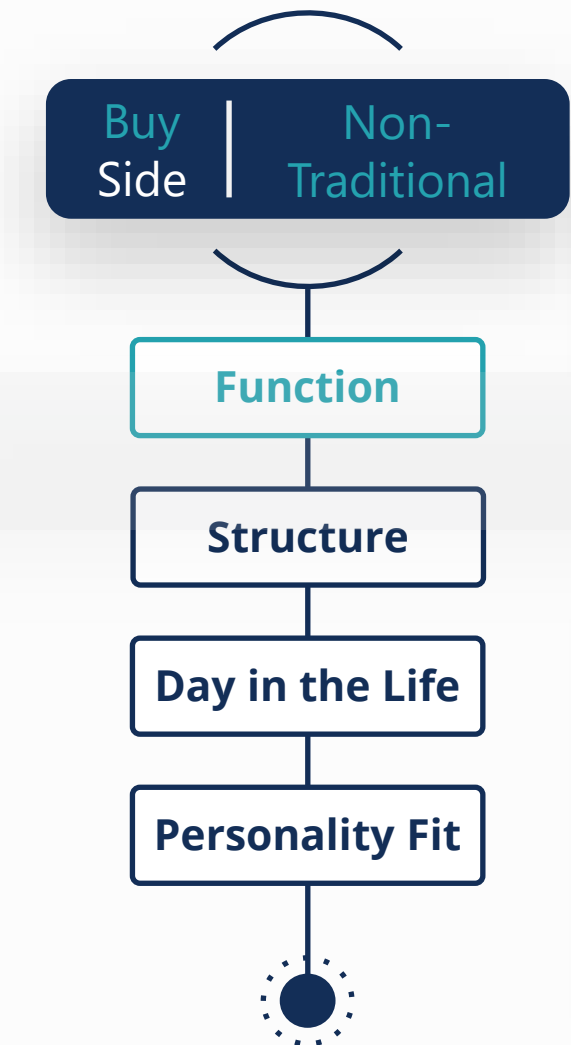 Buy
Side
Non-
Traditional
Function
Structure
Day in the Life
Personality Fit